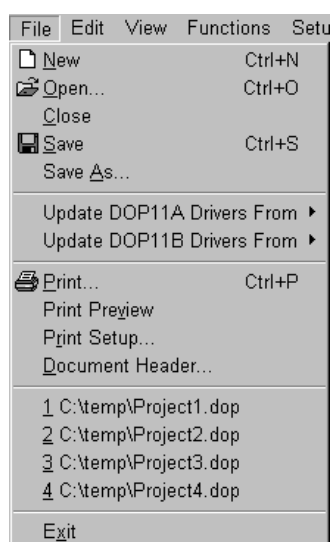 File Edit View Functions Setu
New Ctrl+N
Open... Ctrl+O
Close
Save Ctrl+S
Save As...
Update DOP11A Drivers From
Update DOP11B Drivers From
Print... Ctrl+P
Print Preview
Print Setup...
Document Header...
1 C:\temp\Project1.dop
2 C:\temp\Project2.dop
3 C:\temp\Project3.dop
4 C:\temp\Project4.dop
Exit